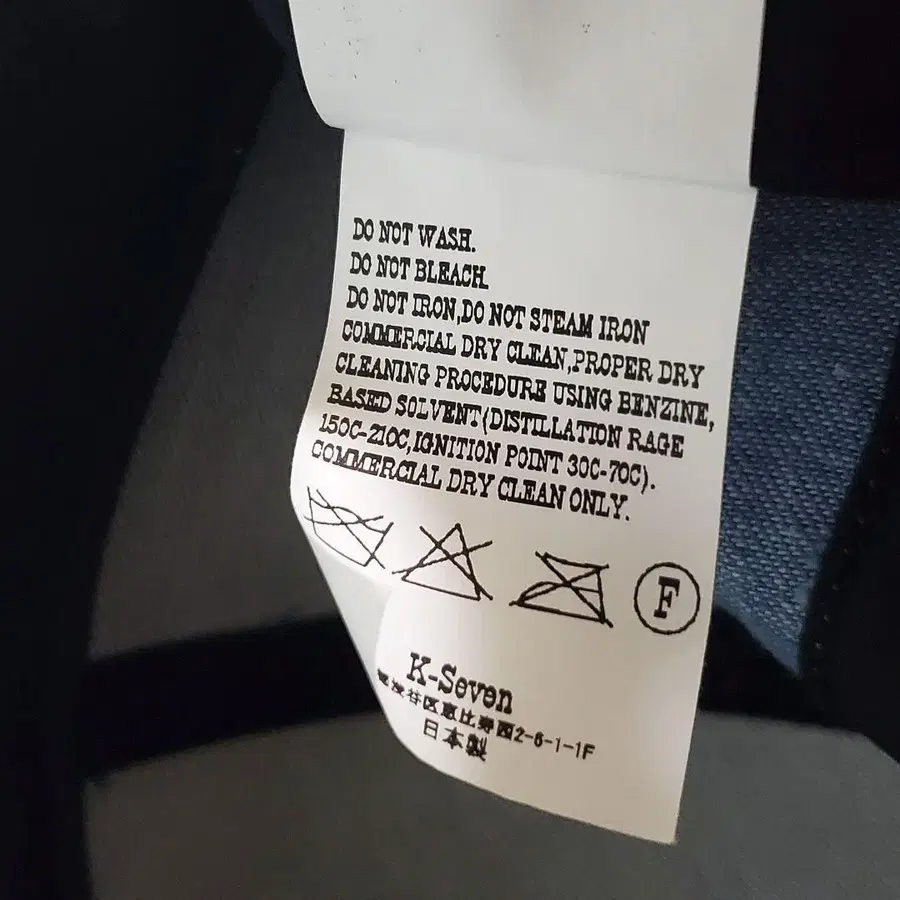 DO NOT WASH.
DO NOT BLEACH.
DO NOT IRON,DO NOT STEAM IRON
COMMERCIAL DRY CLEAN,PROPER DRY
CLEANING PROCEDURE USING BENZINE,
BASED SOLVENT(DISTILLATION RAGE
150C-210C,IGNITION POINT 30C-70C).
COMMERCIAL DRY CLEAN ONLY.
F
K-Seven
渋谷区恵比寿西2-6-1-1F
日本製